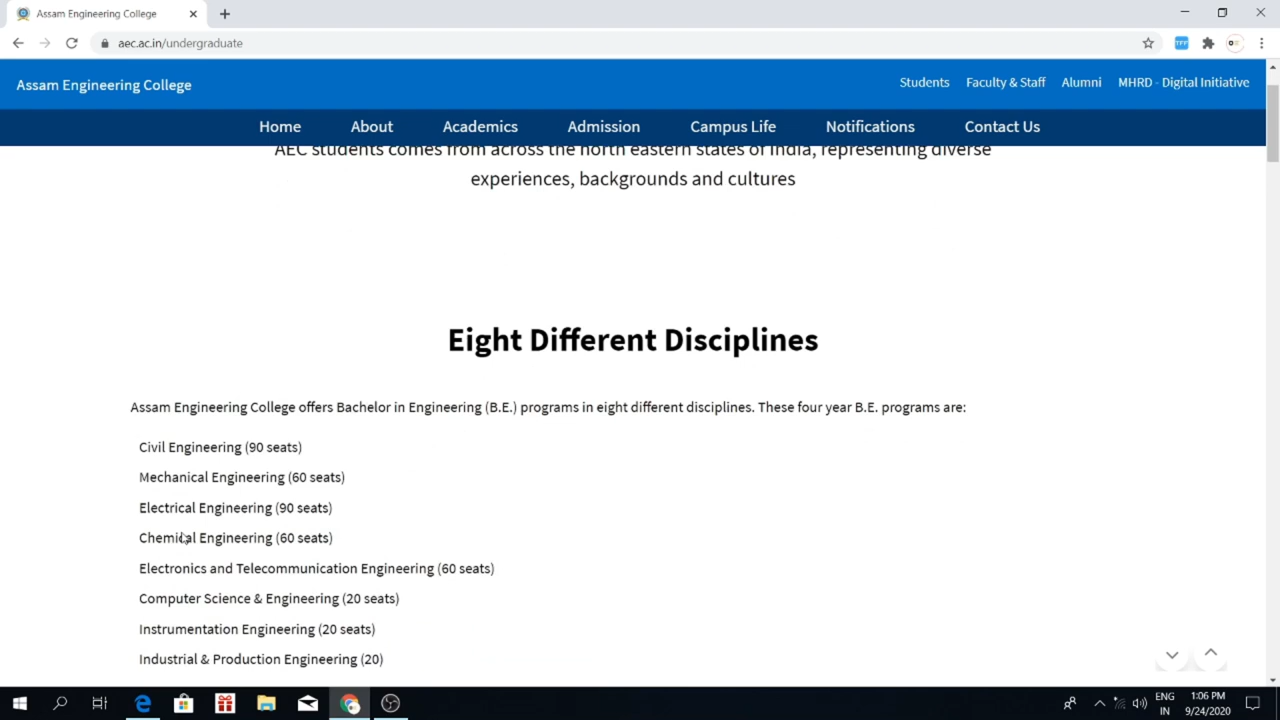 Assam Engineering College
aec.ac.in/undergraduate
Assam Engineering College
Students Faculty & Staff Alumni MHRD - Digital Initiative
Home About Academics Admission Campus Life Notifications Contact Us
AEC students comes from across the north eastern states of India, representing diverse
experiences, backgrounds and cultures
Eight Different Disciplines
Assam Engineering College offers Bachelor in Engineering (B.E.) programs in eight different disciplines. These four year B.E. programs are:
Civil Engineering (90 seats)
Mechanical Engineering (60 seats)
Electrical Engineering (90 seats)
Chemical Engineering (60 seats)
Electronics and Telecommunication Engineering (60 seats)
Computer Science & Engineering (20 seats)
Instrumentation Engineering (20 seats)
Industrial & Production Engineering (20)
ENG 1:06 PM
IN 9/24/2020